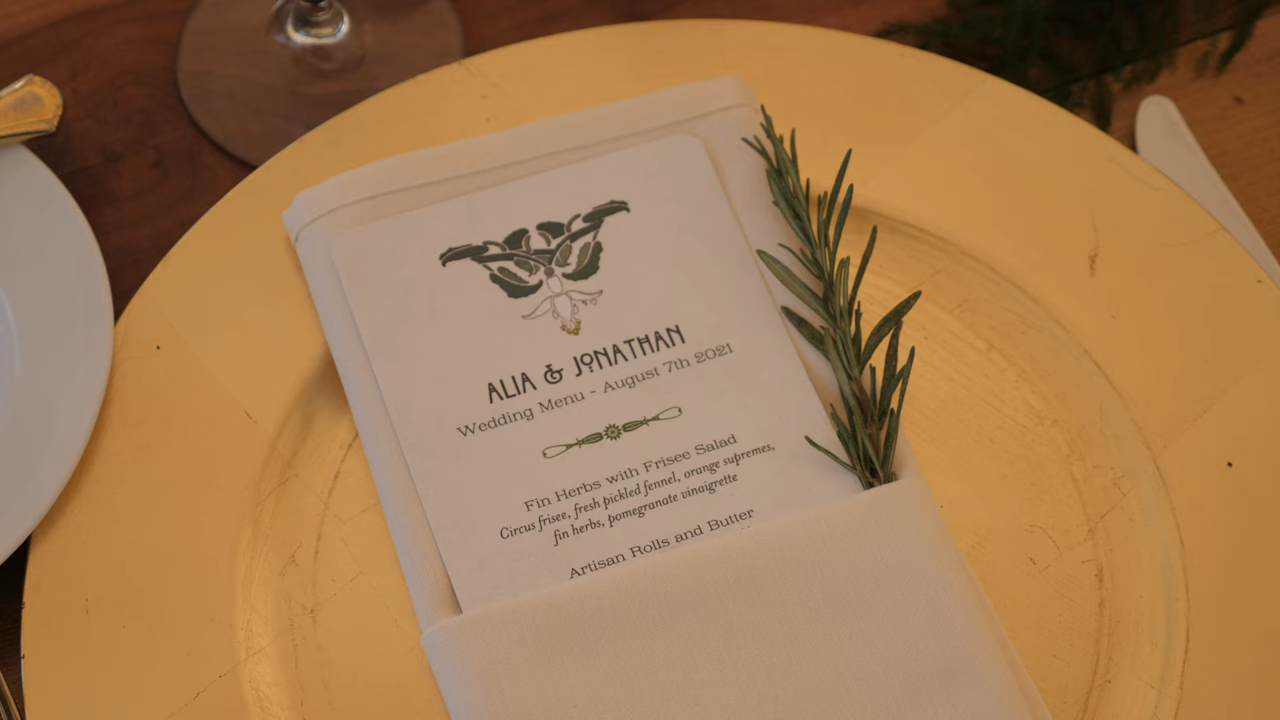 ALIA & JONATHAN
Wedding Menu - August 7th 2021
Fin Herbs with Frisee Salad
Circus frisee, fresh pickled fennel, orange supremes,
fin herbs, pomegranate vinaigrette
Artisan Rolls and Butter